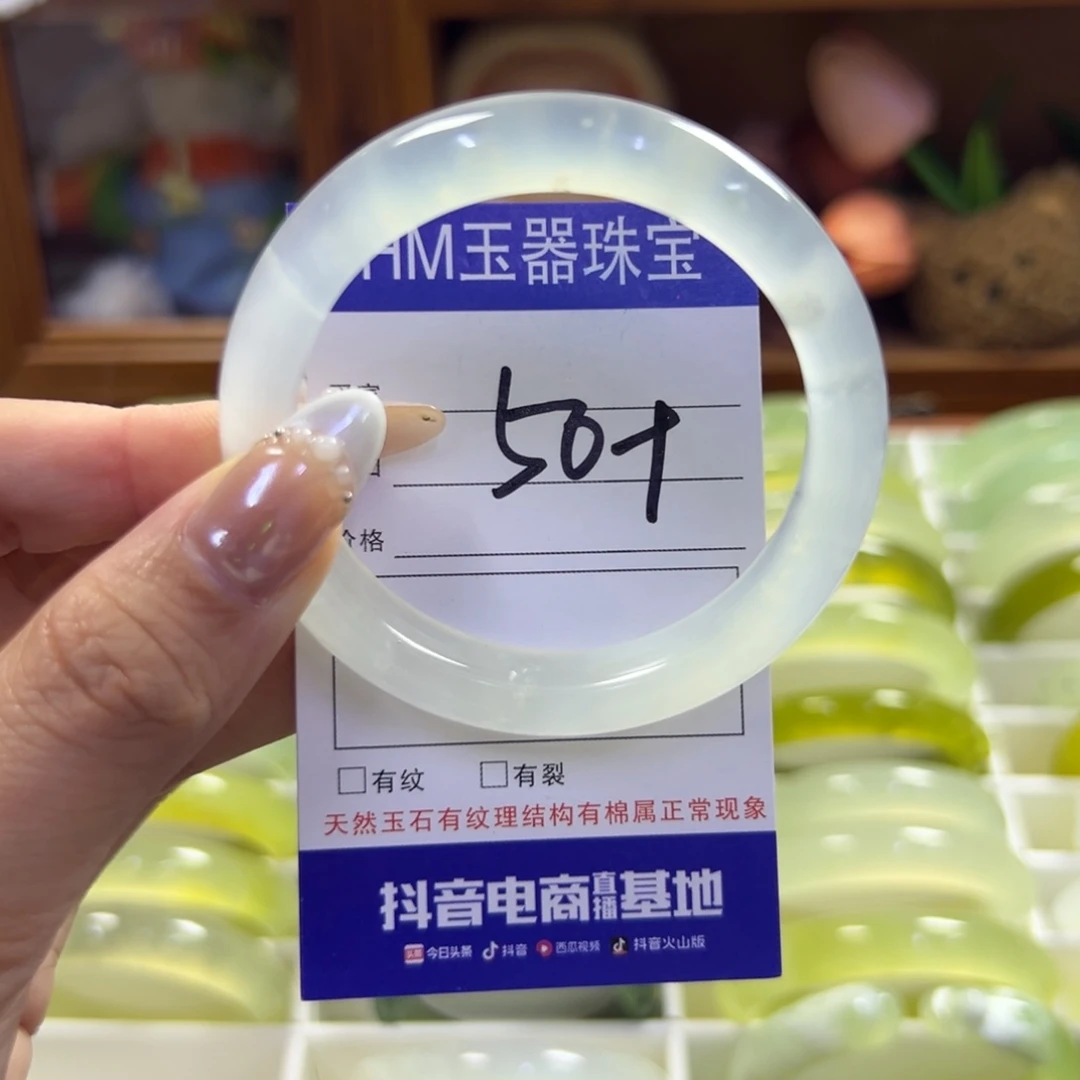 HM玉器珠宝
50+
价格
有纹 有裂
天然玉石有纹理结构有棉属正常现象
抖音电商直播基地
今日头条 抖音 西瓜视频 抖音火山版